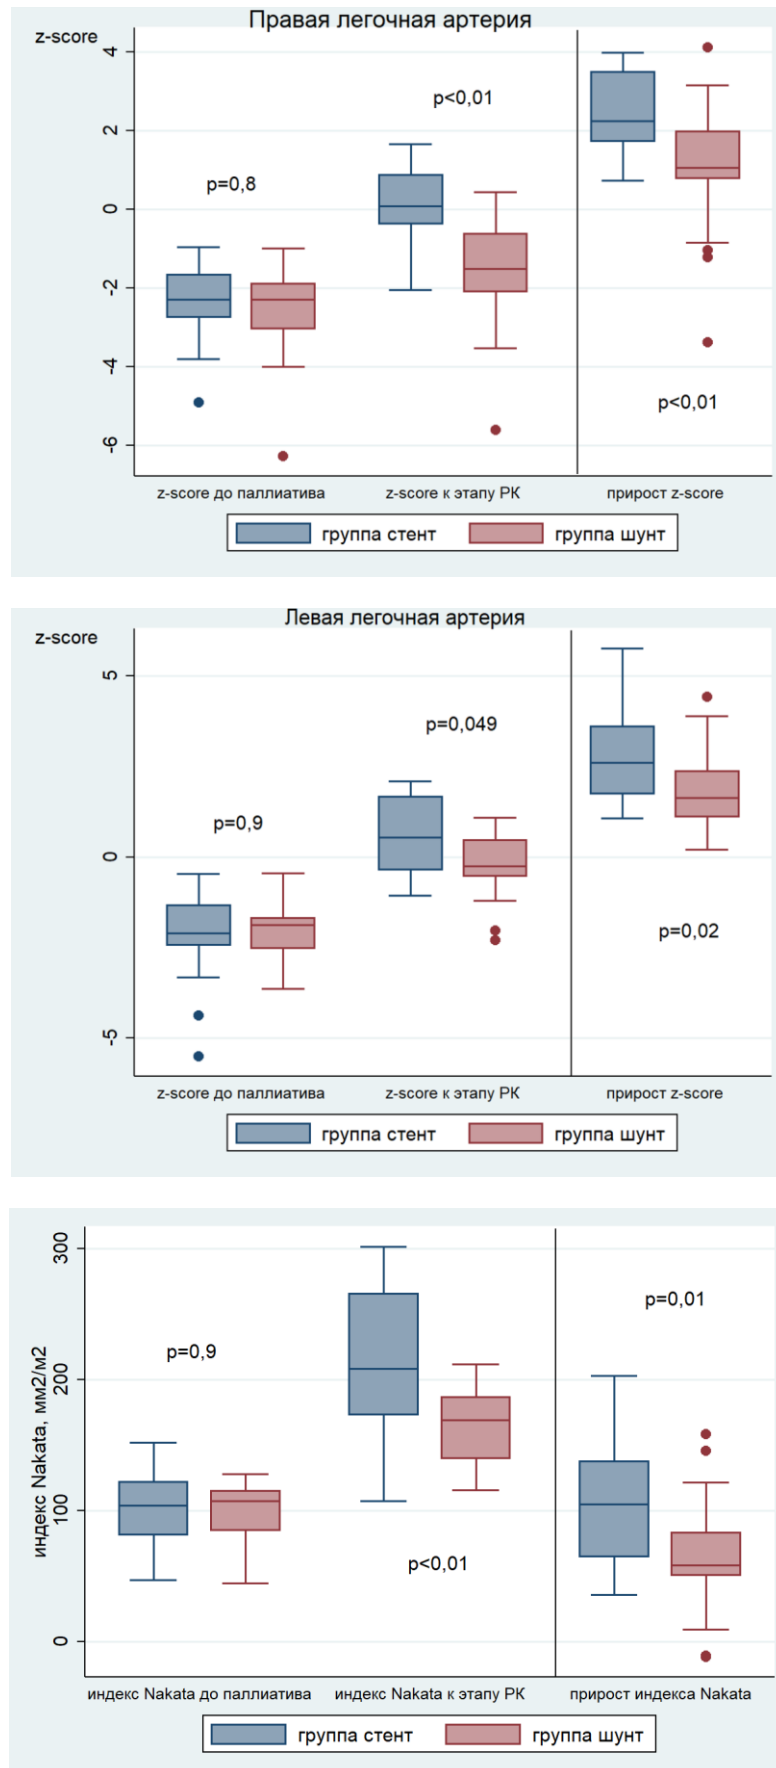 Правая легочная артерия
z-score
4
2
0
-2
-4
-6
p=0,8
p<0,01
p<0,01
z-score до паллиатива
z-score к этапу РК
прирост z-score
группа стент
группа шунт
Левая легочная артерия
z-score
5
0
-5
p=0,9
p=0,049
p=0,02
z-score до паллиатива
z-score к этапу РК
прирост z-score
группа стент
группа шунт
индекс Nakata, мм2/м2
300
200
100
0
p=0,9
p<0,01
p=0,01
индекс Nakata до паллиатива
индекс Nakata к этапу РК
прирост индекса Nakata
группа стент
группа шунт